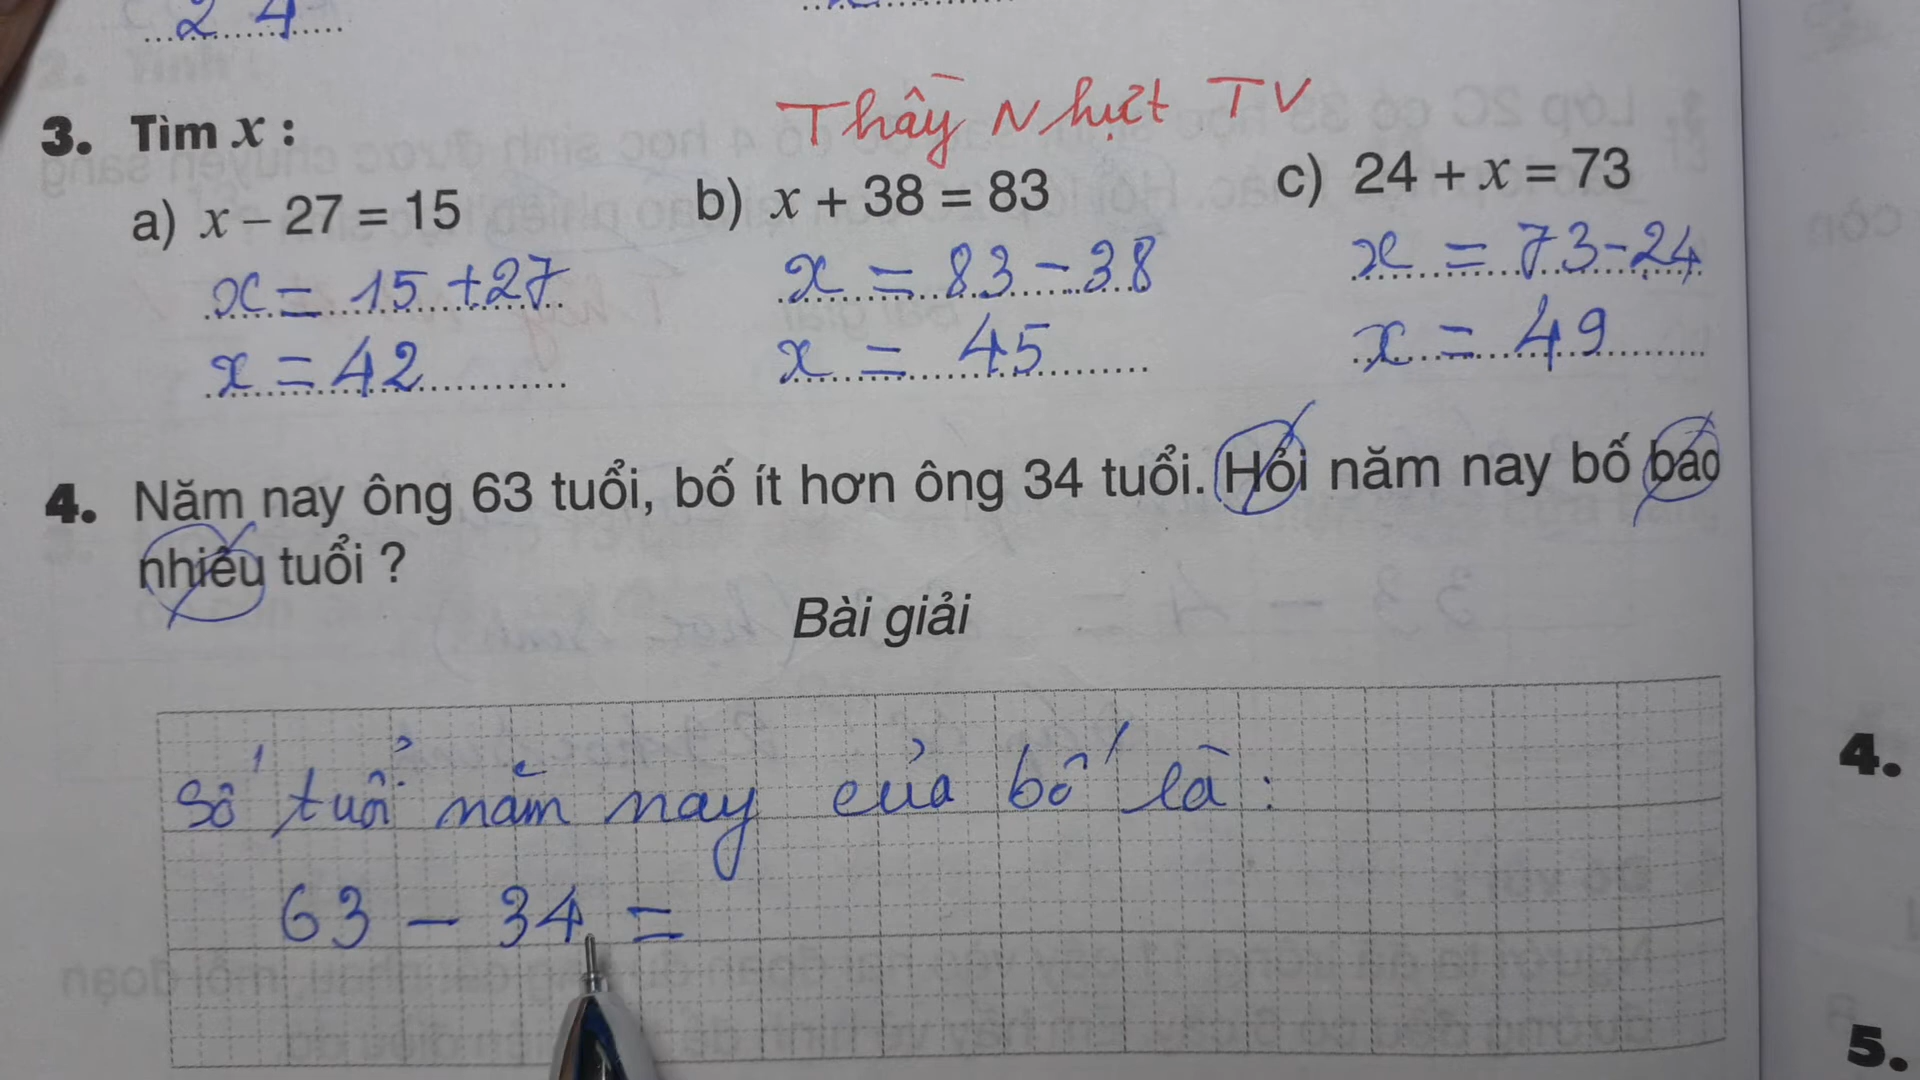 2 4
Thầy Nhựt TV
3. Tìm x :
a) x – 27 = 15
b) x + 38 = 83
c) 24 + x = 73
x = 15 + 27
x = 83 - 38
x = 73 - 24
x = 42
x = 45
x = 49
4. Năm nay ông 63 tuổi, bố ít hơn ông 34 tuổi. Hỏi năm nay bố bao
nhiêu tuổi ?
Bài giải
Số tuổi năm nay của bố là :
63 - 34 =
4.
5.